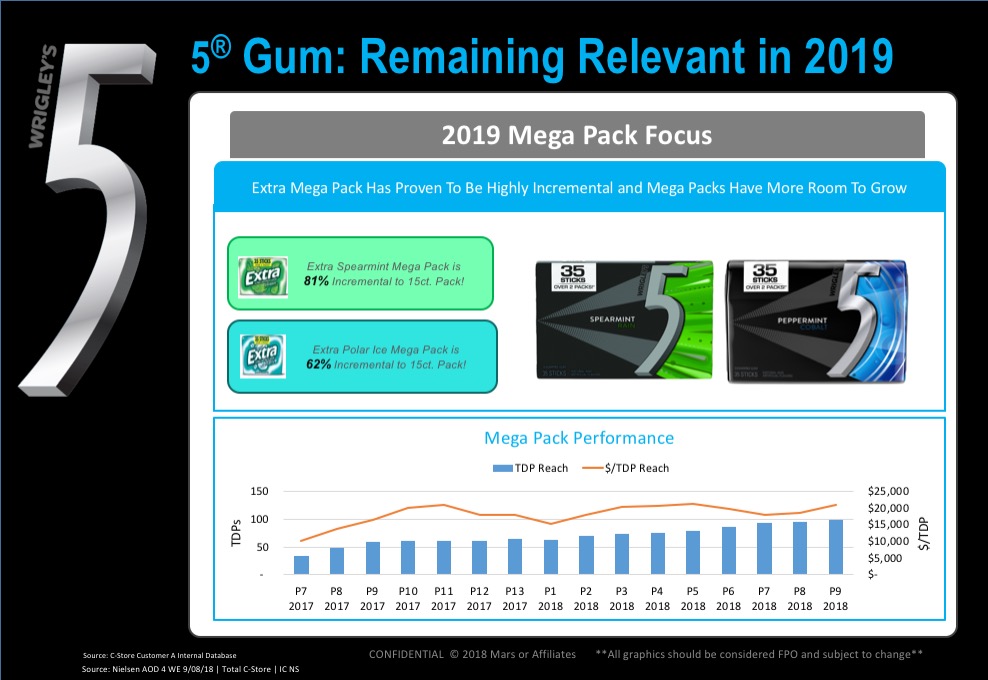 WRIGLEY'S
5
5® Gum: Remaining Relevant in 2019
2019 Mega Pack Focus
Extra Mega Pack Has Proven To Be Highly Incremental and Mega Packs Have More Room To Grow
Extra
Extra Spearmint Mega Pack is
81% Incremental to 15ct. Pack!
Extra
Extra Polar Ice Mega Pack is
62% Incremental to 15ct. Pack!
35
STICKS
OVER 2 PACKS!*
SPEARMINT
RAIN
5
35
STICKS
OVER 2 PACKS!*
PEPPERMINT
COBALT
5
Mega Pack Performance
TDP Reach $/TDP Reach
TDPs
150
100
50
-
$25,000
$20,000
$15,000
$10,000
$5,000
$-
$/TDP
P7 P8 P9 P10 P11 P12 P13 P1 P2 P3 P4 P5 P6 P7 P8 P9
2017 2017 2017 2017 2017 2017 2017 2018 2018 2018 2018 2018 2018 2018 2018 2018
Source: C-Store Customer A Internal Database
Source: Nielsen AOD 4 WE 9/08/18 | Total C-Store | IC NS
CONFIDENTIAL © 2018 Mars or Affiliates **All graphics should be considered FPO and subject to change**